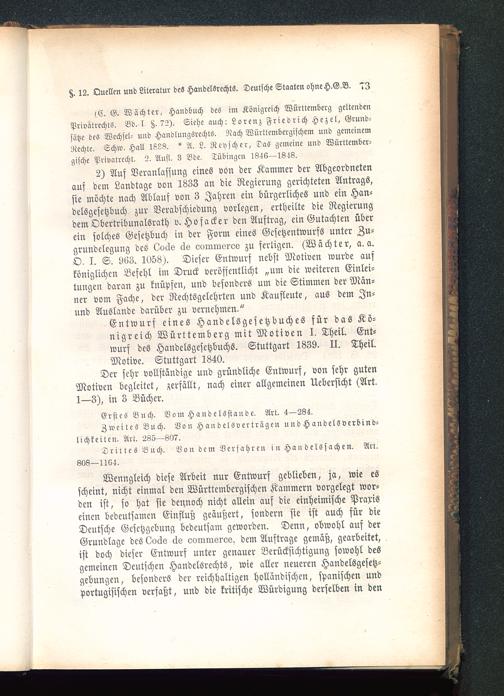 §. 12. Quellen und Literatur des Handelsrechts. Deutsche Staaten ohne H.G.B. 73
(C. G. Wächter, Handbuch des im Königreich Württemberg geltenden
Privatrechts. Bd. I §. 72). Siehe auch: Lorenz Friedrich Hezel, Grund-
sätze des Wechsel- und Handlungsrechts. Nach Württembergischem und gemeinem
Rechte. Schw. Hall 1828. * A. L. Reyscher, Das gemeine und Württember-
gische Privatrecht. 2. Aufl. 3 Bde. Tübingen 1846—1848.
2) Auf Veranlassung eines von der Kammer der Abgeordneten
auf dem Landtage von 1833 an die Regierung gerichteten Antrags,
sie möchte nach Ablauf von 3 Jahren ein bürgerliches und ein Han-
delsgesetzbuch zur Verabschiedung vorlegen, ertheilte die Regierung
dem Obertribunalsrath v. Hofacker den Auftrag, ein Gutachten über
ein solches Gesetzbuch in der Form eines Gesetzentwurfs unter Zu-
grundelegung des Code de commerce zu fertigen. (Wächter, a. a.
O. I. S. 963. 1058). Dieser Entwurf nebst Motiven wurde auf
königlichen Befehl im Druck veröffentlicht „um die weiteren Einlei-
tungen daran zu knüpfen, und besonders um die Stimmen der Män-
ner vom Fache, der Rechtsgelehrten und Kaufleute, aus dem In-
und Auslande darüber zu vernehmen.“
Entwurf eines Handelsgesetzbuches für das Kö-
nigreich Württemberg mit Motiven I. Theil. Ent-
wurf des Handelsgesetzbuchs. Stuttgart 1839. II. Theil.
Motive. Stuttgart 1840.
Der sehr vollständige und gründliche Entwurf, von sehr guten
Motiven begleitet, zerfällt, nach einer allgemeinen Uebersicht (Art.
1—3), in 3 Bücher.
Erstes Buch. Vom Handelsstande. Art. 4—284.
Zweites Buch. Von Handelsverträgen und Handelsverbind-
lichkeiten. Art. 285—807.
Drittes Buch. Von dem Verfahren in Handelssachen. Art.
808—1164.
Wenngleich diese Arbeit nur Entwurf geblieben, ja, wie es
scheint, nicht einmal den Württembergischen Kammern vorgelegt wor-
den ist, so hat sie dennoch nicht allein auf die einheimische Praxis
einen bedeutsamen Einfluß geäußert, sondern sie ist auch für die
Deutsche Gesetzgebung bedeutsam geworden. Denn, obwohl auf der
Grundlage des Code de commerce, dem Auftrage gemäß, gearbeitet,
ist doch dieser Entwurf unter genauer Berücksichtigung sowohl des
gemeinen Deutschen Handelsrechts, wie aller neueren Handelsgesetz-
gebungen, besonders der reichhaltigen holländischen, spanischen und
portugisischen verfaßt, und die kritische Würdigung derselben in den